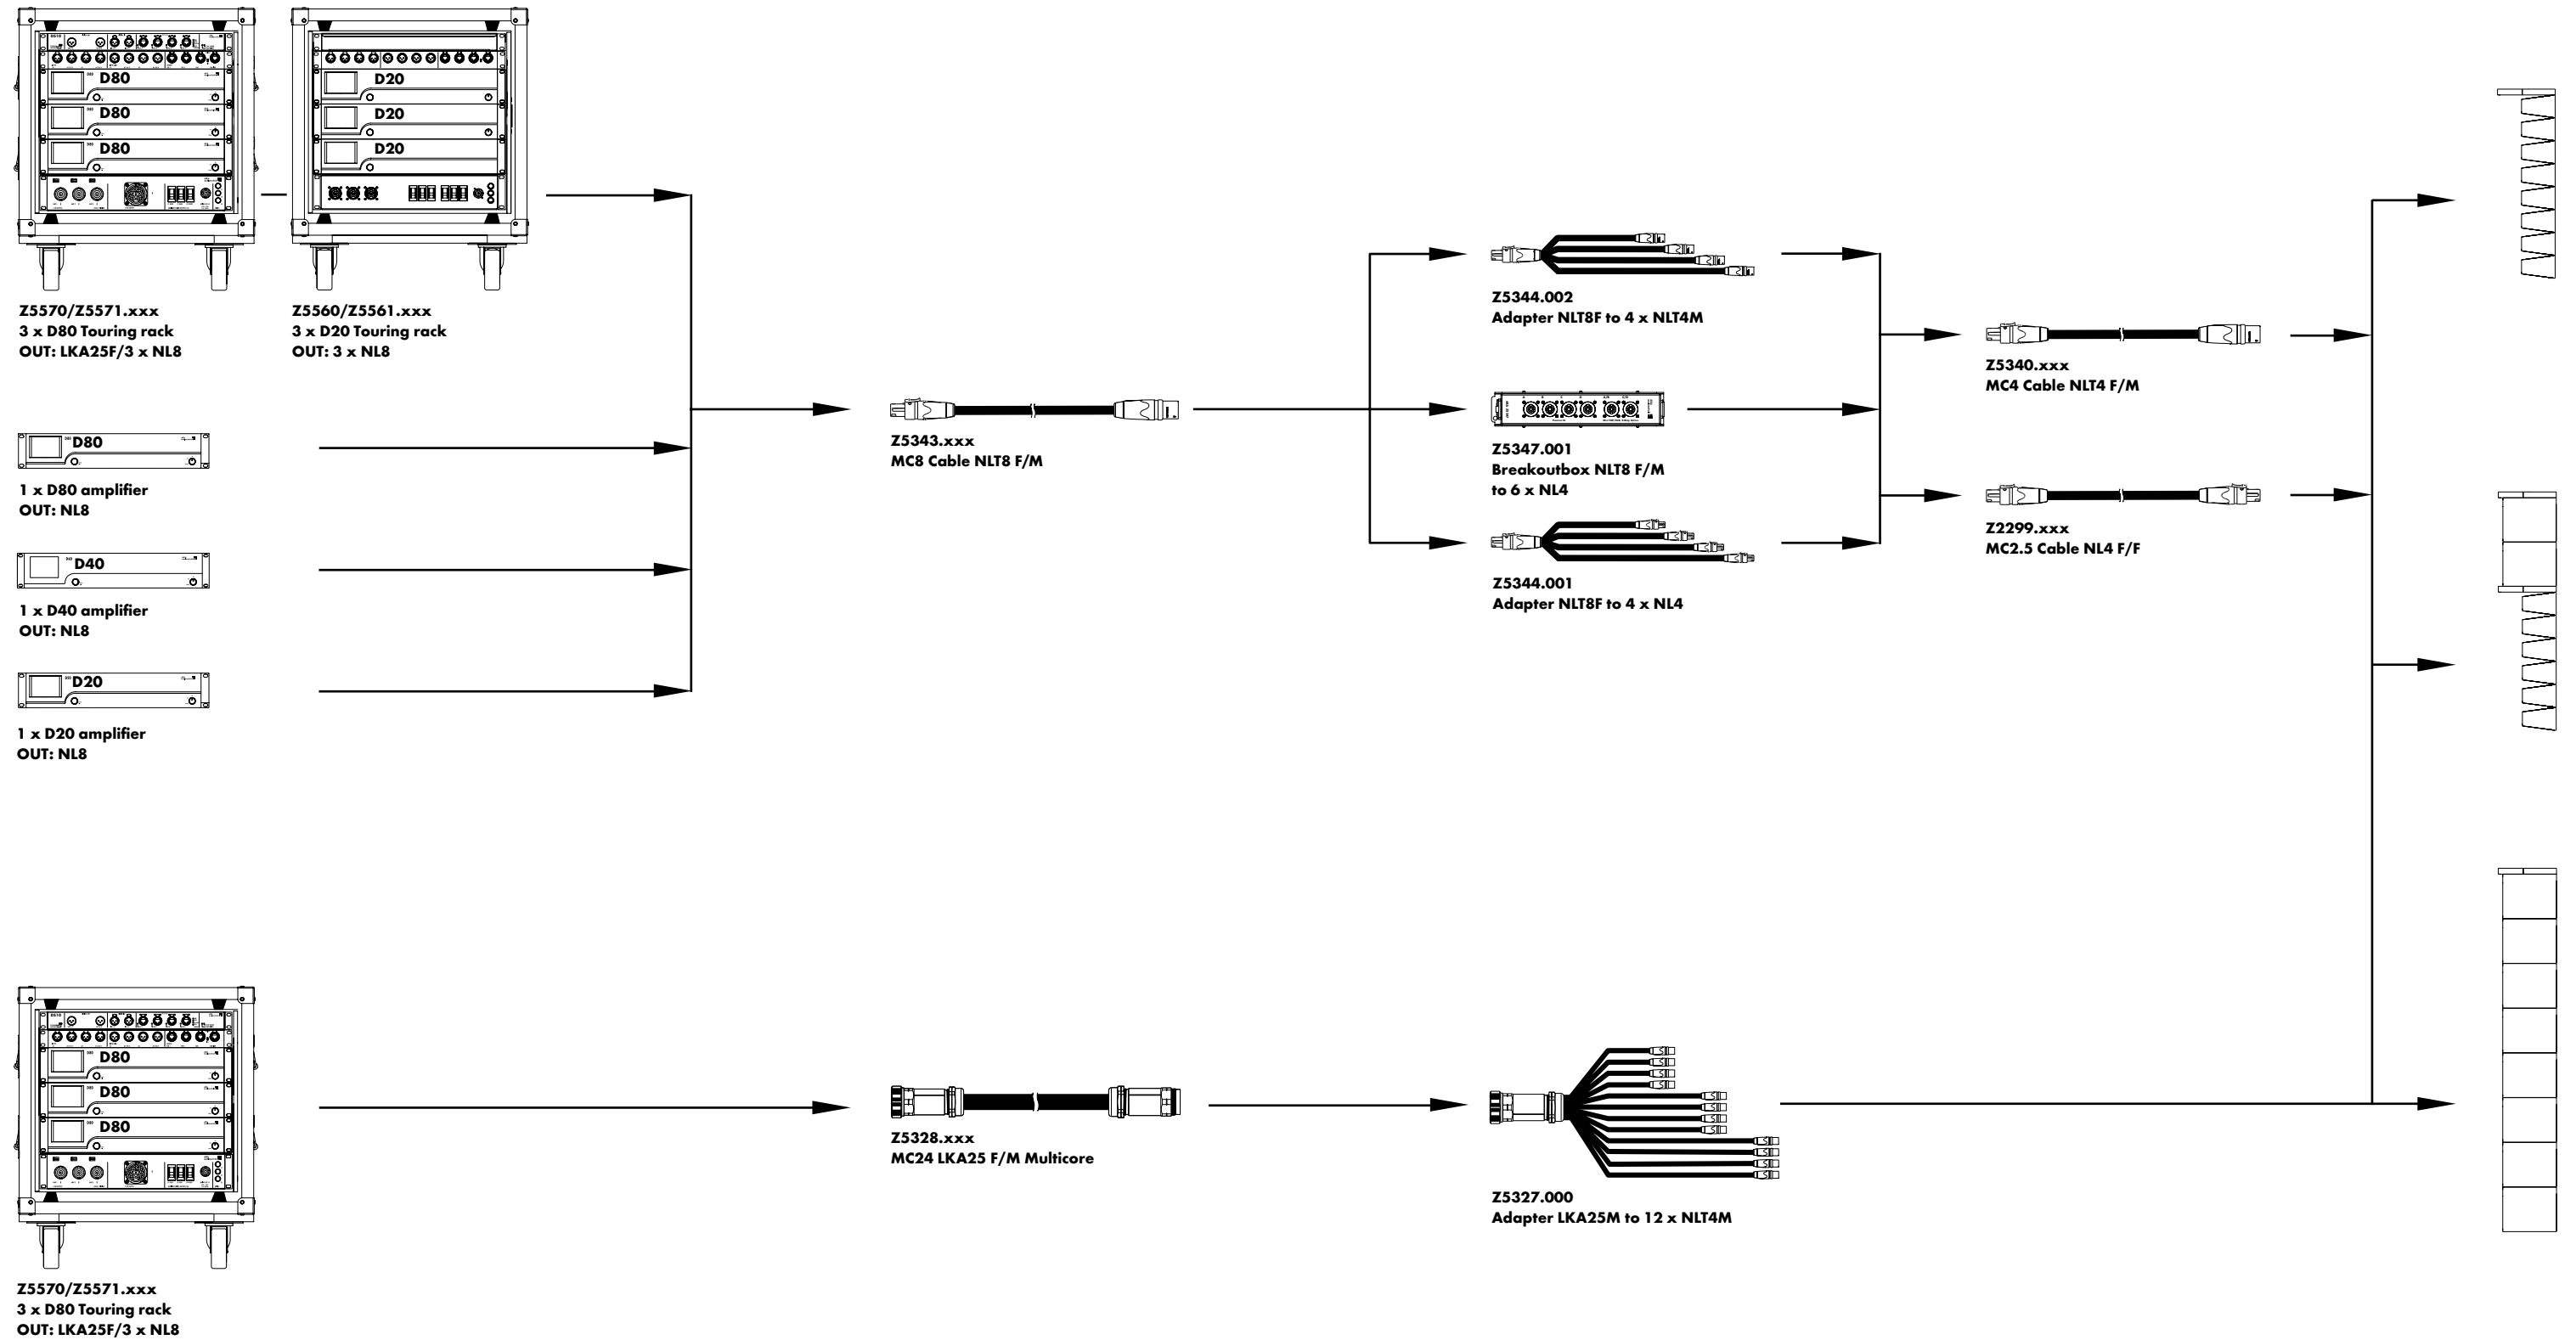 D80
D80
D80
Z5570/Z5571.xxx
3 x D80 Touring rack
OUT: LKA25F/3 x NL8
D20
D20
D20
Z5560/Z5561.xxx
3 x D20 Touring rack
OUT: 3 x NL8
D80
1 x D80 amplifier
OUT: NL8
D40
1 x D40 amplifier
OUT: NL8
D20
1 x D20 amplifier
OUT: NL8
Z5343.xxx
MC8 Cable NLT8 F/M
Z5344.002
Adapter NLT8F to 4 x NLT4M
Z5347.001
Breakoutbox NLT8 F/M
to 6 x NL4
Z5344.001
Adapter NLT8F to 4 x NL4
Z5340.xxx
MC4 Cable NLT4 F/M
Z2299.xxx
MC2.5 Cable NL4 F/F
D80
D80
D80
Z5570/Z5571.xxx
3 x D80 Touring rack
OUT: LKA25F/3 x NL8
Z5328.xxx
MC24 LKA25 F/M Multicore
Z5327.000
Adapter LKA25M to 12 x NLT4M